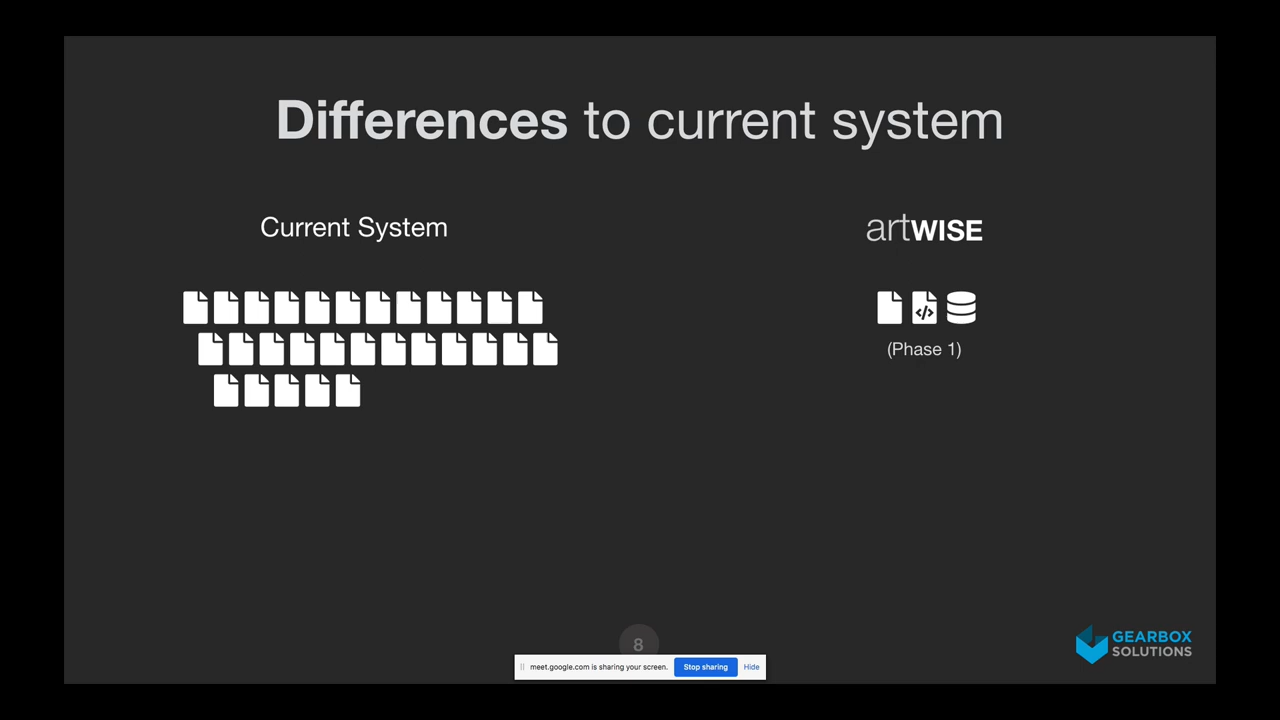 Differences to current system
Current System
artWISE
</>
(Phase 1)
8
GEARBOX
SOLUTIONS
meet.google.com is sharing your screen.
Stop sharing
Hide